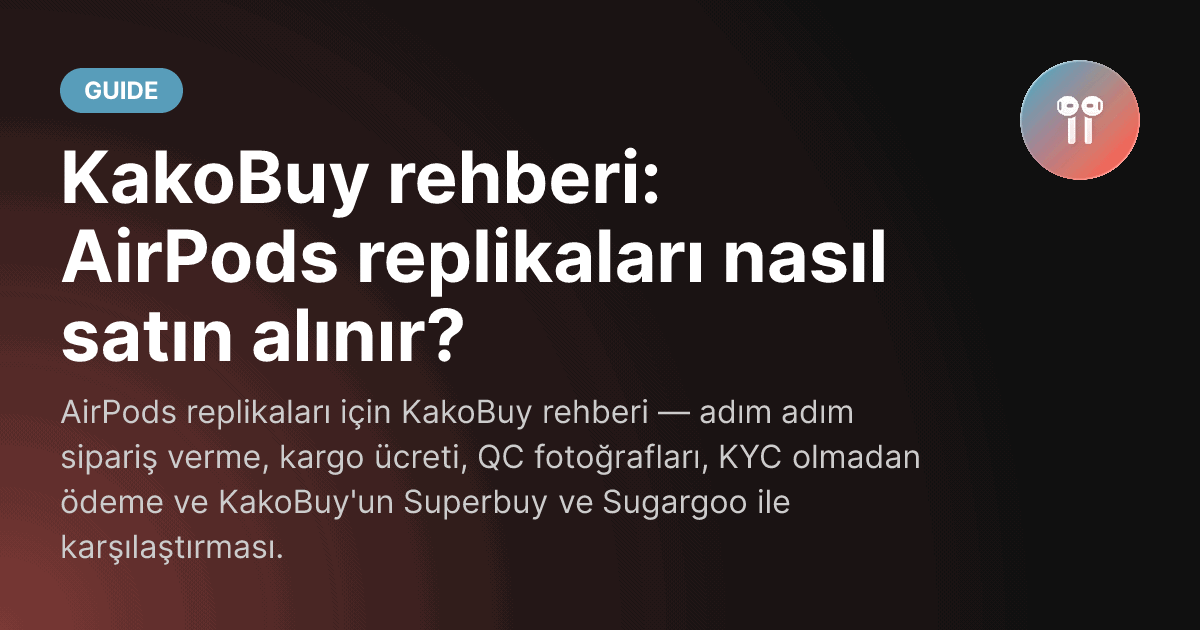 GUIDE
KakoBuy rehberi:
AirPods replikaları nasıl
satın alınır?
AirPods replikaları için KakoBuy rehberi — adım adım
sipariş verme, kargo ücreti, QC fotoğrafları, KYC olmadan
ödeme ve KakoBuy'un Superbuy ve Sugargoo ile
karşılaştırması.